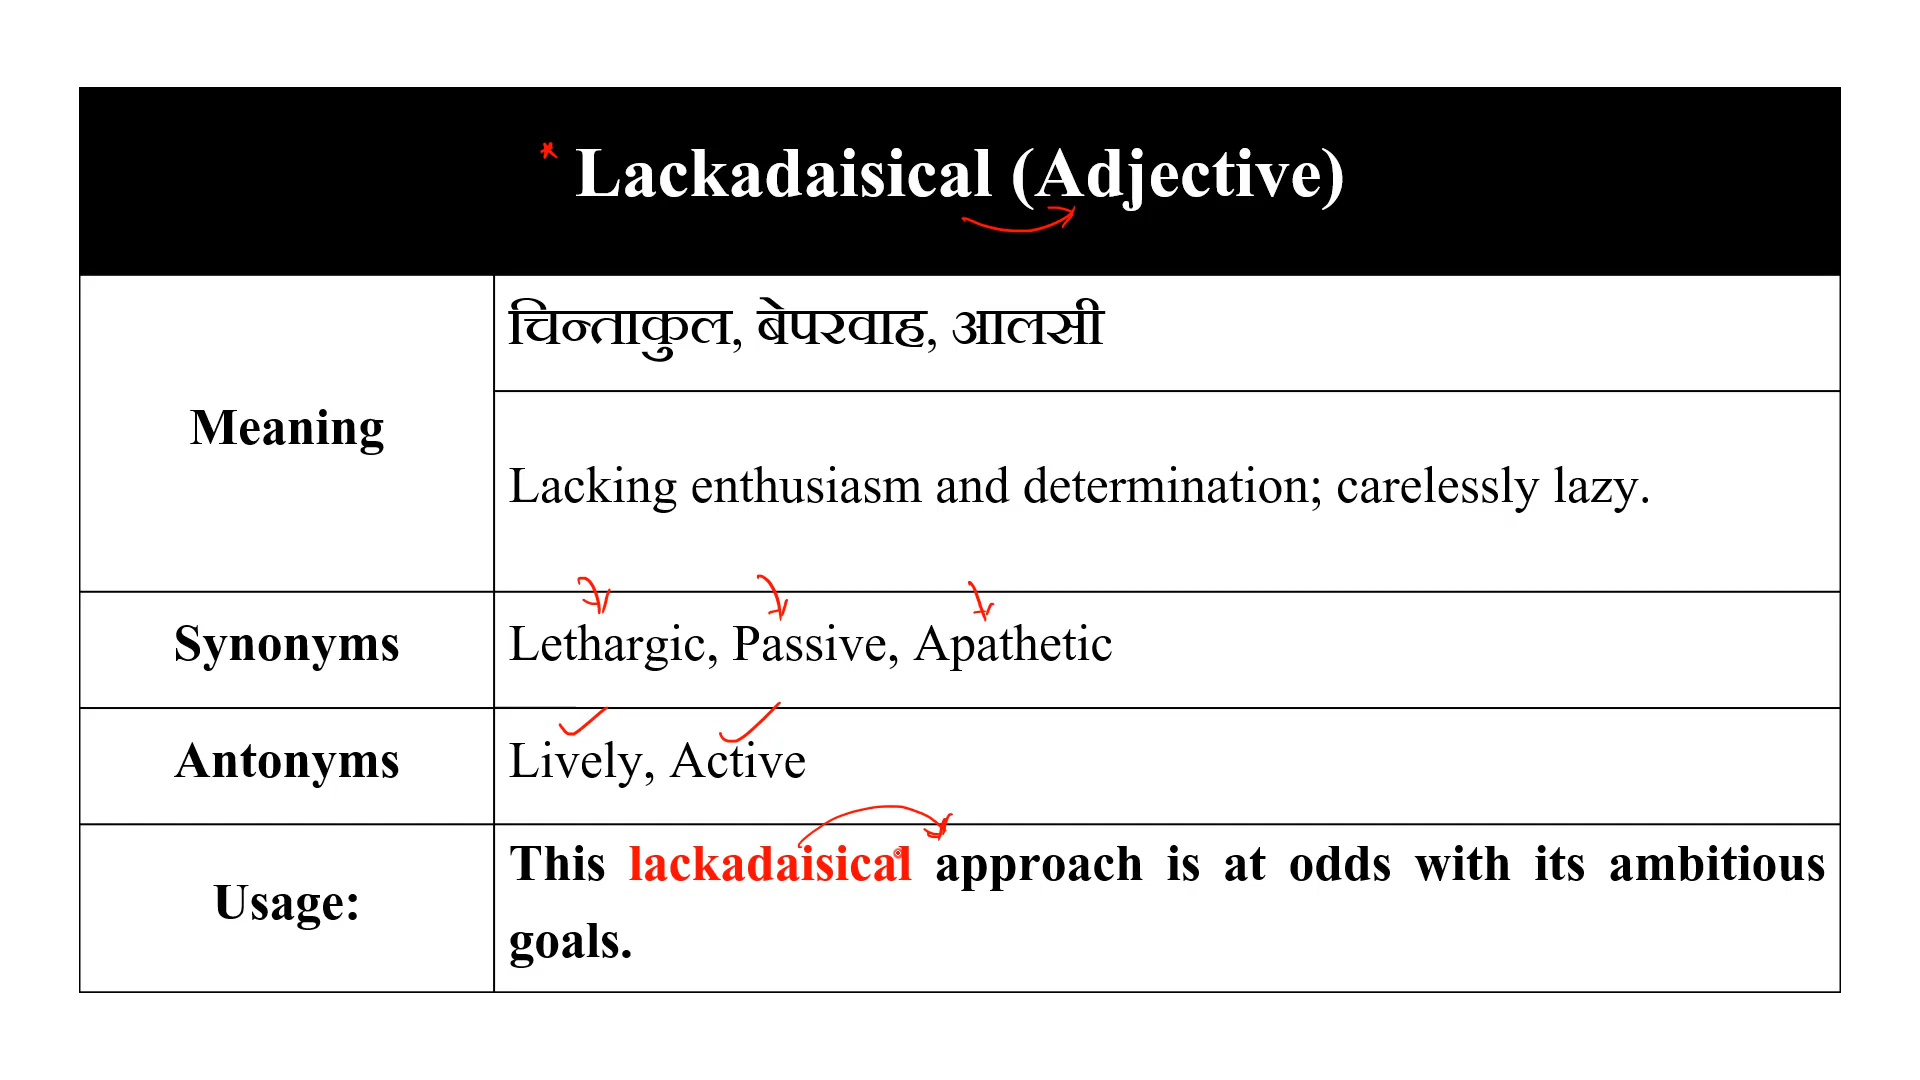 Lackadaisical (Adjective)
Meaning
चिन्ताकुल, बेपरवाह, आलसी
Lacking enthusiasm and determination; carelessly lazy.
Synonyms
Lethargic, Passive, Apathetic
Antonyms
Lively, Active
Usage:
This lackadaisical approach is at odds with its ambitious
goals.